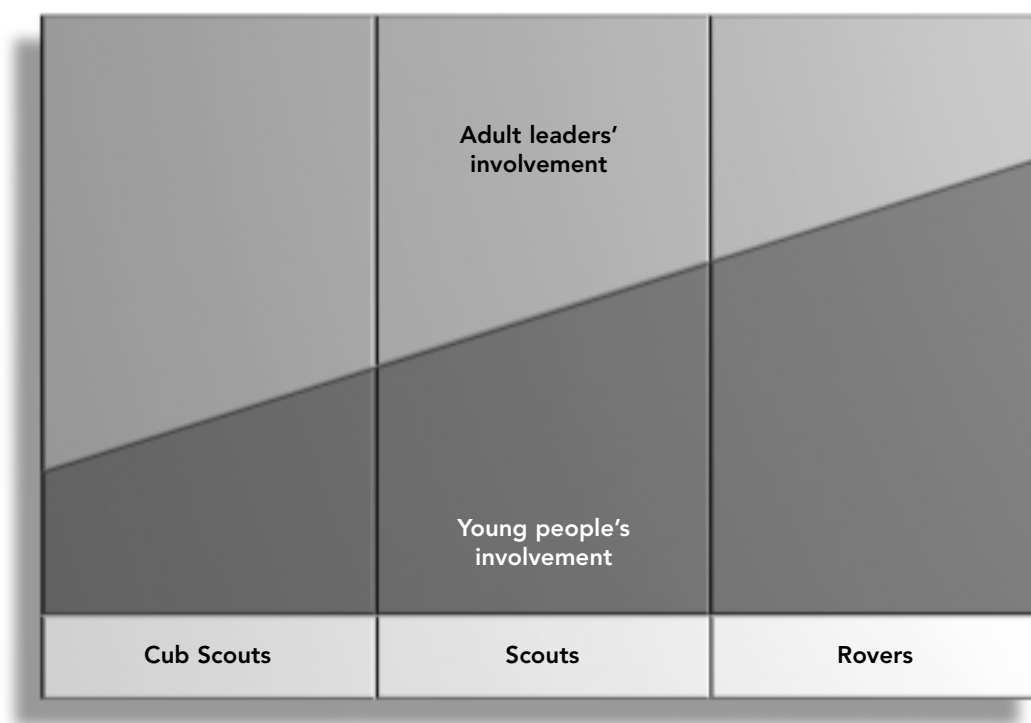 Adult leaders’
involvement
Young people’s
involvement
Cub Scouts
Scouts
Rovers